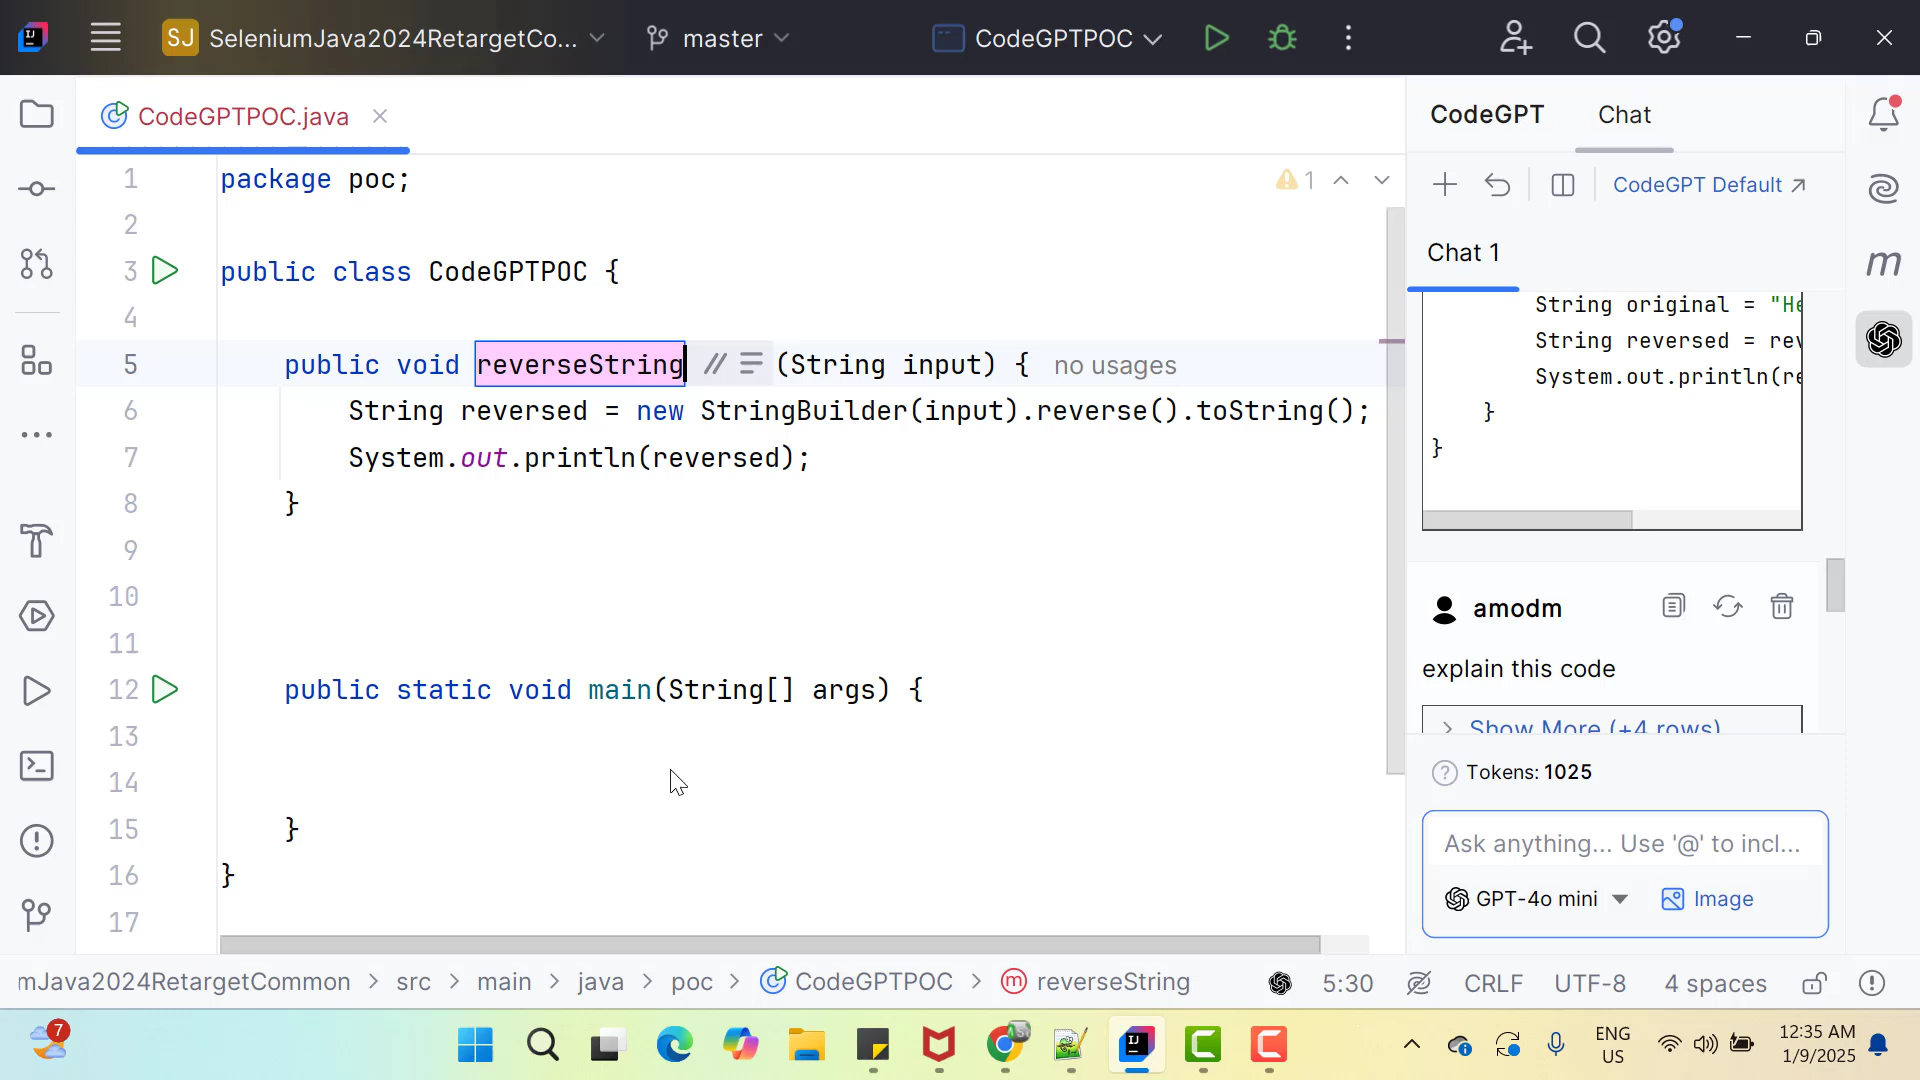 SJ SeleniumJava2024RetargetCo... master CodeGPTPOC
CodeGPTPOC.java
CodeGPT Chat
CodeGPT Default
Chat 1
1 package poc;
1
2
3 public class CodeGPTPOC {
4
5 public void reverseString // (String input) { no usages
6 String reversed = new StringBuilder(input).reverse().toString();
7 System.out.println(reversed);
8 }
9
10
11
12 public static void main(String[] args) {
13
14
15 }
16 }
17
String original = "He
String reversed = rev
System.out.println(re
}
}
amodm
explain this code
Show More (+4 rows)
Tokens: 1025
Ask anything... Use '@' to incl...
GPT-4o mini Image
mJava2024RetargetCommon > src > main > java > poc > CodeGPTPOC > m reverseString
5:30 CRLF UTF-8 4 spaces
7
ENG
US
12:35 AM
1/9/2025